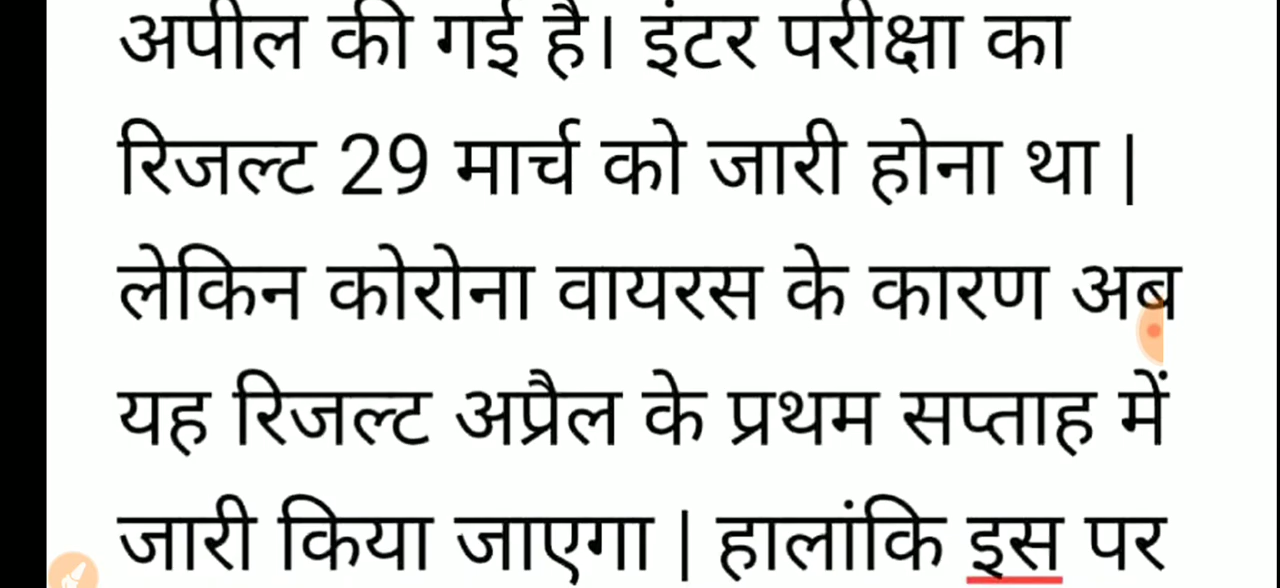 अपील की गई है। इंटर परीक्षा का
रिजल्ट 29 मार्च को जारी होना था |
लेकिन कोरोना वायरस के कारण अब
यह रिजल्ट अप्रैल के प्रथम सप्ताह में
जारी किया जाएगा | हालांकि इस पर